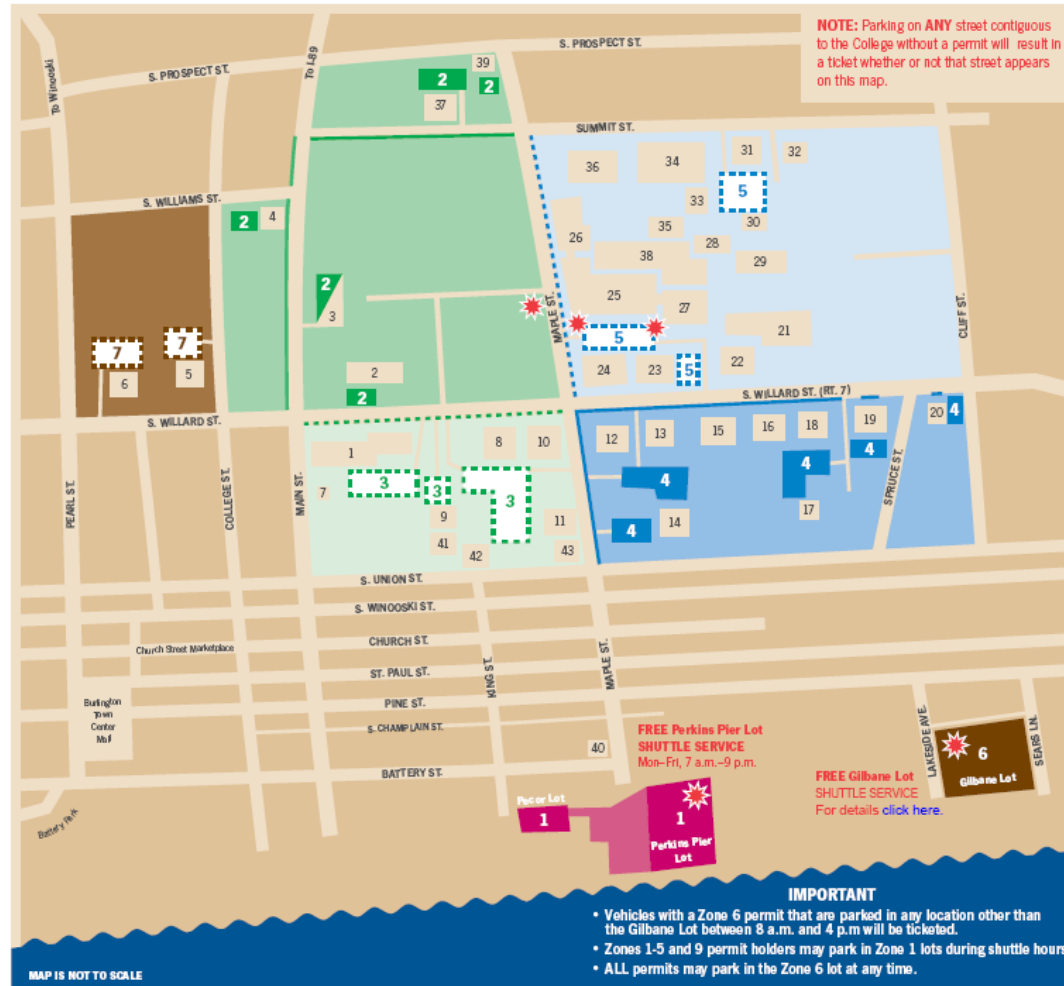 NOTE: Parking on ANY street contiguous
to the College without a permit will result in
a ticket whether or not that street appears
on this map.
To Winooski
S. PROSPECT ST.
To I-89
S. PROSPECT ST.
39
2
2
37
SUMMIT ST.
36
34
31
32
5
33
30
S. WILLIAMS ST.
2
4
26
35
28
38
29
2
3
MAPLE ST.
25
27
21
CLIFF ST.
5
7
7
6
5
2
2
24
23
5
22
S. WILLARD ST. (RT. 7)
S. WILLARD ST.
PEARL ST.
COLLEGE ST.
MAIN ST.
1
8
10
12
13
15
16
18
19
20
4
4
4
4
SPRUCE ST.
7
3
3
3
9
11
14
17
4
41
42
43
S. UNION ST.
S. WINOOSKI ST.
Church Street Marketplace
CHURCH ST.
ST. PAUL ST.
KING ST.
MAPLE ST.
PINE ST.
Burlington
Town
Center
Mall
S. CHAMPLAIN ST.
40
BATTERY ST.
Battery Park
FREE Perkins Pier Lot
SHUTTLE SERVICE
Mon–Fri, 7 a.m.–9 p.m.
LAKESIDE AVE.
SEARS LN.
6
Gilbane Lot
FREE Gilbane Lot
SHUTTLE SERVICE
For details click here.
Pecor Lot
1
1
Perkins Pier
Lot
IMPORTANT
• Vehicles with a Zone 6 permit that are parked in any location other than
the Gilbane Lot between 8 a.m. and 4 p.m will be ticketed.
• Zones 1-5 and 9 permit holders may park in Zone 1 lots during shuttle hours
• ALL permits may park in the Zone 6 lot at any time.
MAP IS NOT TO SCALE